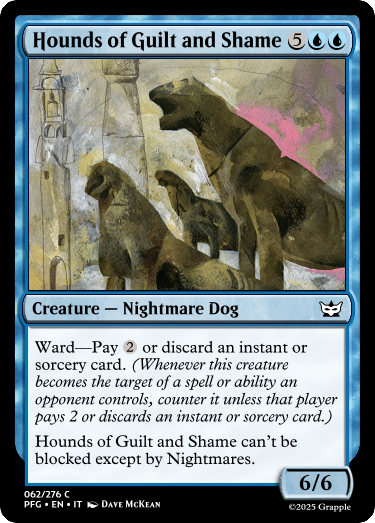 Hounds of Guilt and Shame 5
Creature — Nightmare Dog
Ward—Pay 2 or discard an instant or
sorcery card. (Whenever this creature
becomes the target of a spell or ability an
opponent controls, counter it unless that player
pays 2 or discards an instant or sorcery card.)
Hounds of Guilt and Shame can't be
blocked except by Nightmares.
6/6
062/276 C
PFG • EN • IT Dave McKean
©2025 Grapple